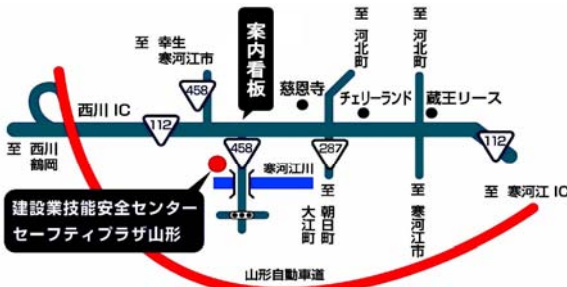 至 幸生
寒河江市
案内看板
至 河北町
至 河北町
458
慈恩寺
チェリーランド
蔵王リース
西川 IC
112
458
287
112
至 西川
鶴岡
寒河江川
至 寒河江 IC
建設業技能安全センター
セーフティプラザ山形
至 朝日町
大江町
至 寒河江市
山形自動車道